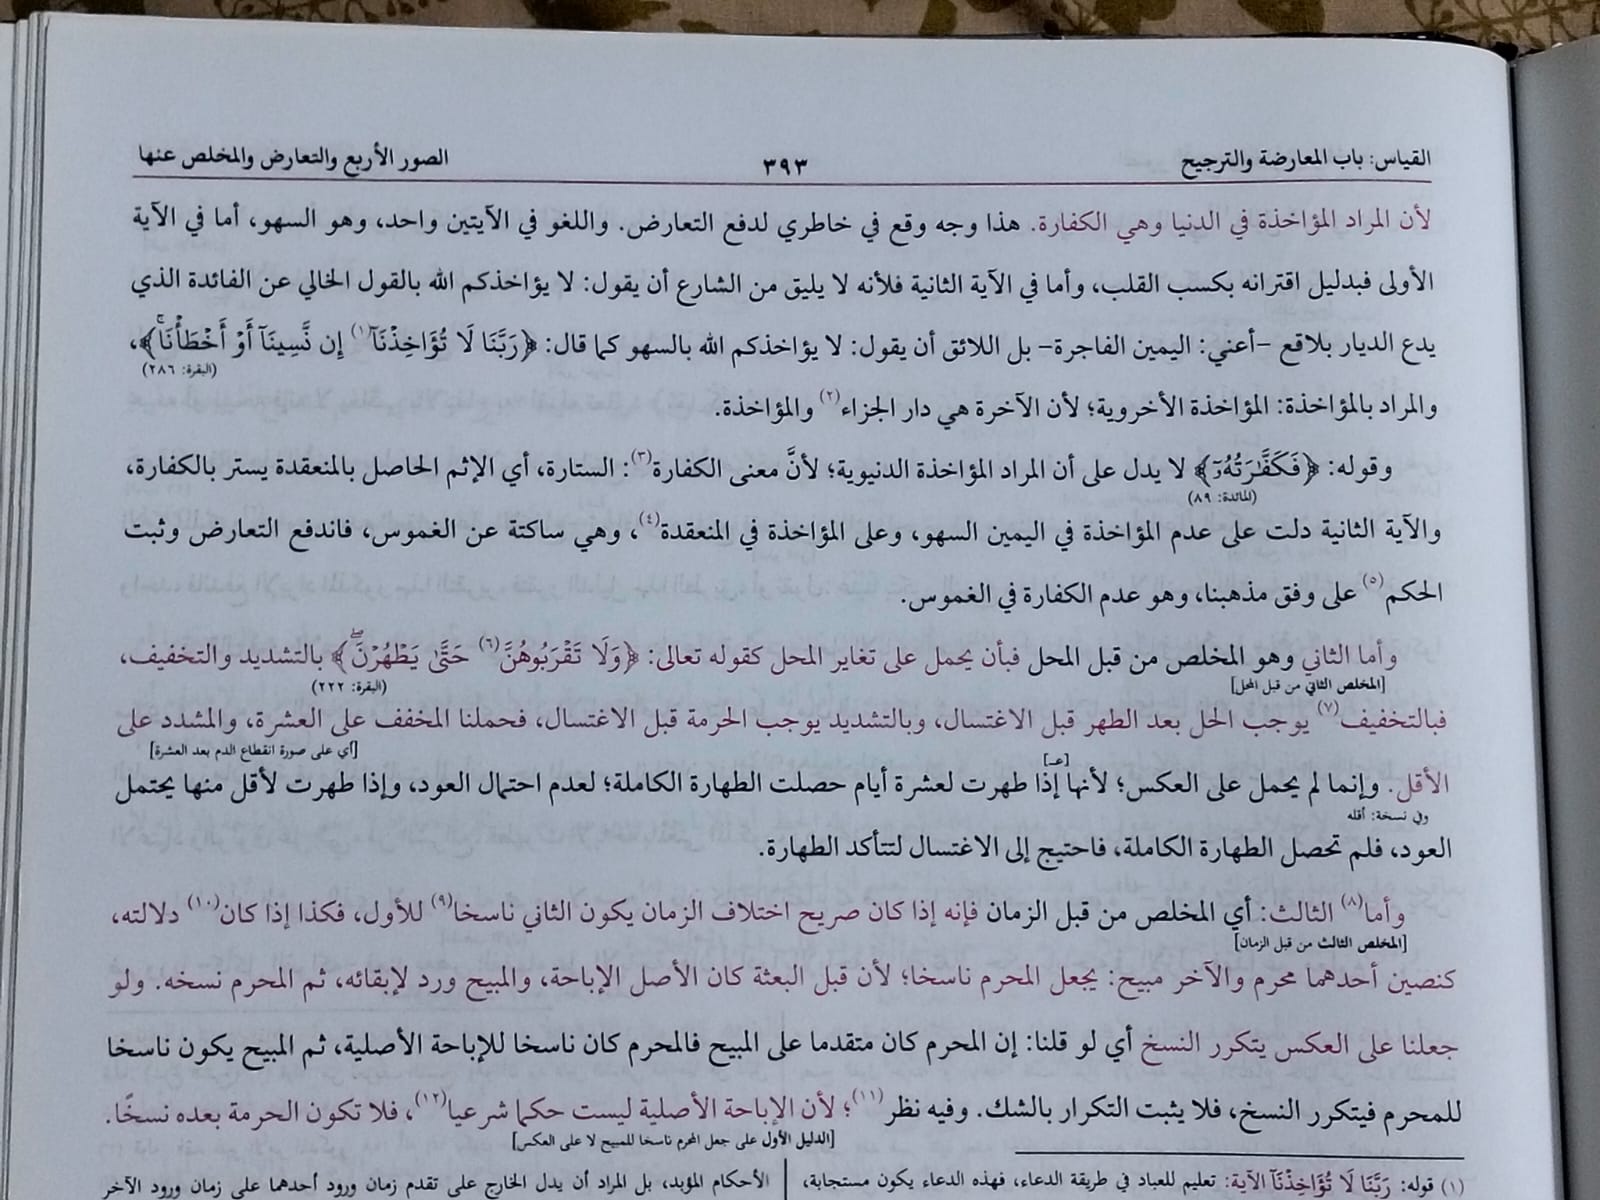 القياس: باب المعارضة والترجيح ٣٩٣ الصور الأربع والتعارض والمخلص عنها
لأن المراد المؤاخذة في الدنيا وهي الكفارة. هذا وجه وقع في خاطري لدفع التعارض. واللغو في الآيتين واحد، وهو السهو، أما في الآية
الأولى فبدليل اقترانه بكسب القلب، وأما في الآية الثانية فلأنه لا يليق من الشارع أن يقول: لا يؤاخذكم الله بالقول الخالي عن الفائدة الذي
يدع الديار بلاقع -أعني: اليمين الفاجرة- بل اللائق أن يقول: لا يؤاخذكم الله بالسهو كما قال: ﴿رَبَّنَا لَا تُؤَاخِذْنَآ(١) إِن نَّسِينَآ أَوْ أَخْطَأْنَاۚ﴾،
(البقرة: ٢٨٦)
والمراد بالمؤاخذة: المؤاخذة الأخروية؛ لأن الآخرة هي دار الجزاء(٢) والمؤاخذة.
وقوله: ﴿فَكَفَّٰرَتُهُۥٓ﴾ لا يدل على أن المراد المؤاخذة الدنيوية؛ لأنَّ معنى الكفارة(٣): الستارة، أي الإثم الحاصل بالمنعقدة يستر بالكفارة،
(المائدة: ٨٩)
والآية الثانية دلت على عدم المؤاخذة في اليمين السهو، وعلى المؤاخذة في المنعقدة(٤)، وهي ساكتة عن الغموس، فاندفع التعارض وثبت
الحكم(٥) على وفق مذهبنا، وهو عدم الكفارة في الغموس.
وأما الثاني وهو المخلص من قبل المحل فبأن يحمل على تغاير المحل كقوله تعالى: ﴿وَلَا تَقْرَبُوهُنَّ(٦) حَتَّىٰ يَطْهُرْنَۖ﴾ بالتشديد والتخفيف،
[المخلص الثاني من قبل المحل] (البقرة: ٢٢٢)
فبالتخفيف(٧) يوجب الحل بعد الطهر قبل الاغتسال، وبالتشديد يوجب الحرمة قبل الاغتسال، فحملنا المخفف على العشرة، والمشدد على
[أي على صورة انقطاع الدم بعد العشرة]
[عـ]
الأقل. وإنما لم يحمل على العكس؛ لأنها إذا طهرت لعشرة أيام حصلت الطهارة الكاملة؛ لعدم احتمال العود، وإذا طهرت لأقل منها يحتمل
وفي نسخة: أقله
العود، فلم تحصل الطهارة الكاملة، فاحتيج إلى الاغتسال لتتأكد الطهارة.
وأما(٨) الثالث: أي المخلص من قبل الزمان فإنه إذا كان صريح اختلاف الزمان يكون الثاني ناسخا(٩) للأول، فكذا إذا كان(١٠) دلالته،
[المخلص الثالث من قبل الزمان]
كنصين أحدهما محرم والآخر مبيح: يجعل المحرم ناسخا؛ لأن قبل البعثة كان الأصل الإباحة، والمبيح ورد لإبقائه، ثم المحرم نسخه. ولو
جعلنا على العكس يتكرر النسخ أي لو قلنا: إن المحرم كان متقدما على المبيح فالمحرم كان ناسخا للإباحة الأصلية، ثم المبيح يكون ناسخا
للمحرم فيتكرر النسخ، فلا يثبت التكرار بالشك. وفيه نظر(١١)؛ لأن الإباحة الأصلية ليست حكما شرعيا(١٢)، فلا تكون الحرمة بعده نسخًا.
[الدليل الأول على جعل المحرم ناسخا للمبيح لا على العكس]
(١) قوله: رَبَّنَا لَا تُؤَاخِذْنَآ الآية: تعليم للعباد في طريقة الدعاء، فهذه الدعاء يكون مستجابة،
الأحكام المؤبد، بل المراد أن يدل الخارج على تقدم زمان ورود أحدهما على زمان ورود الآخر